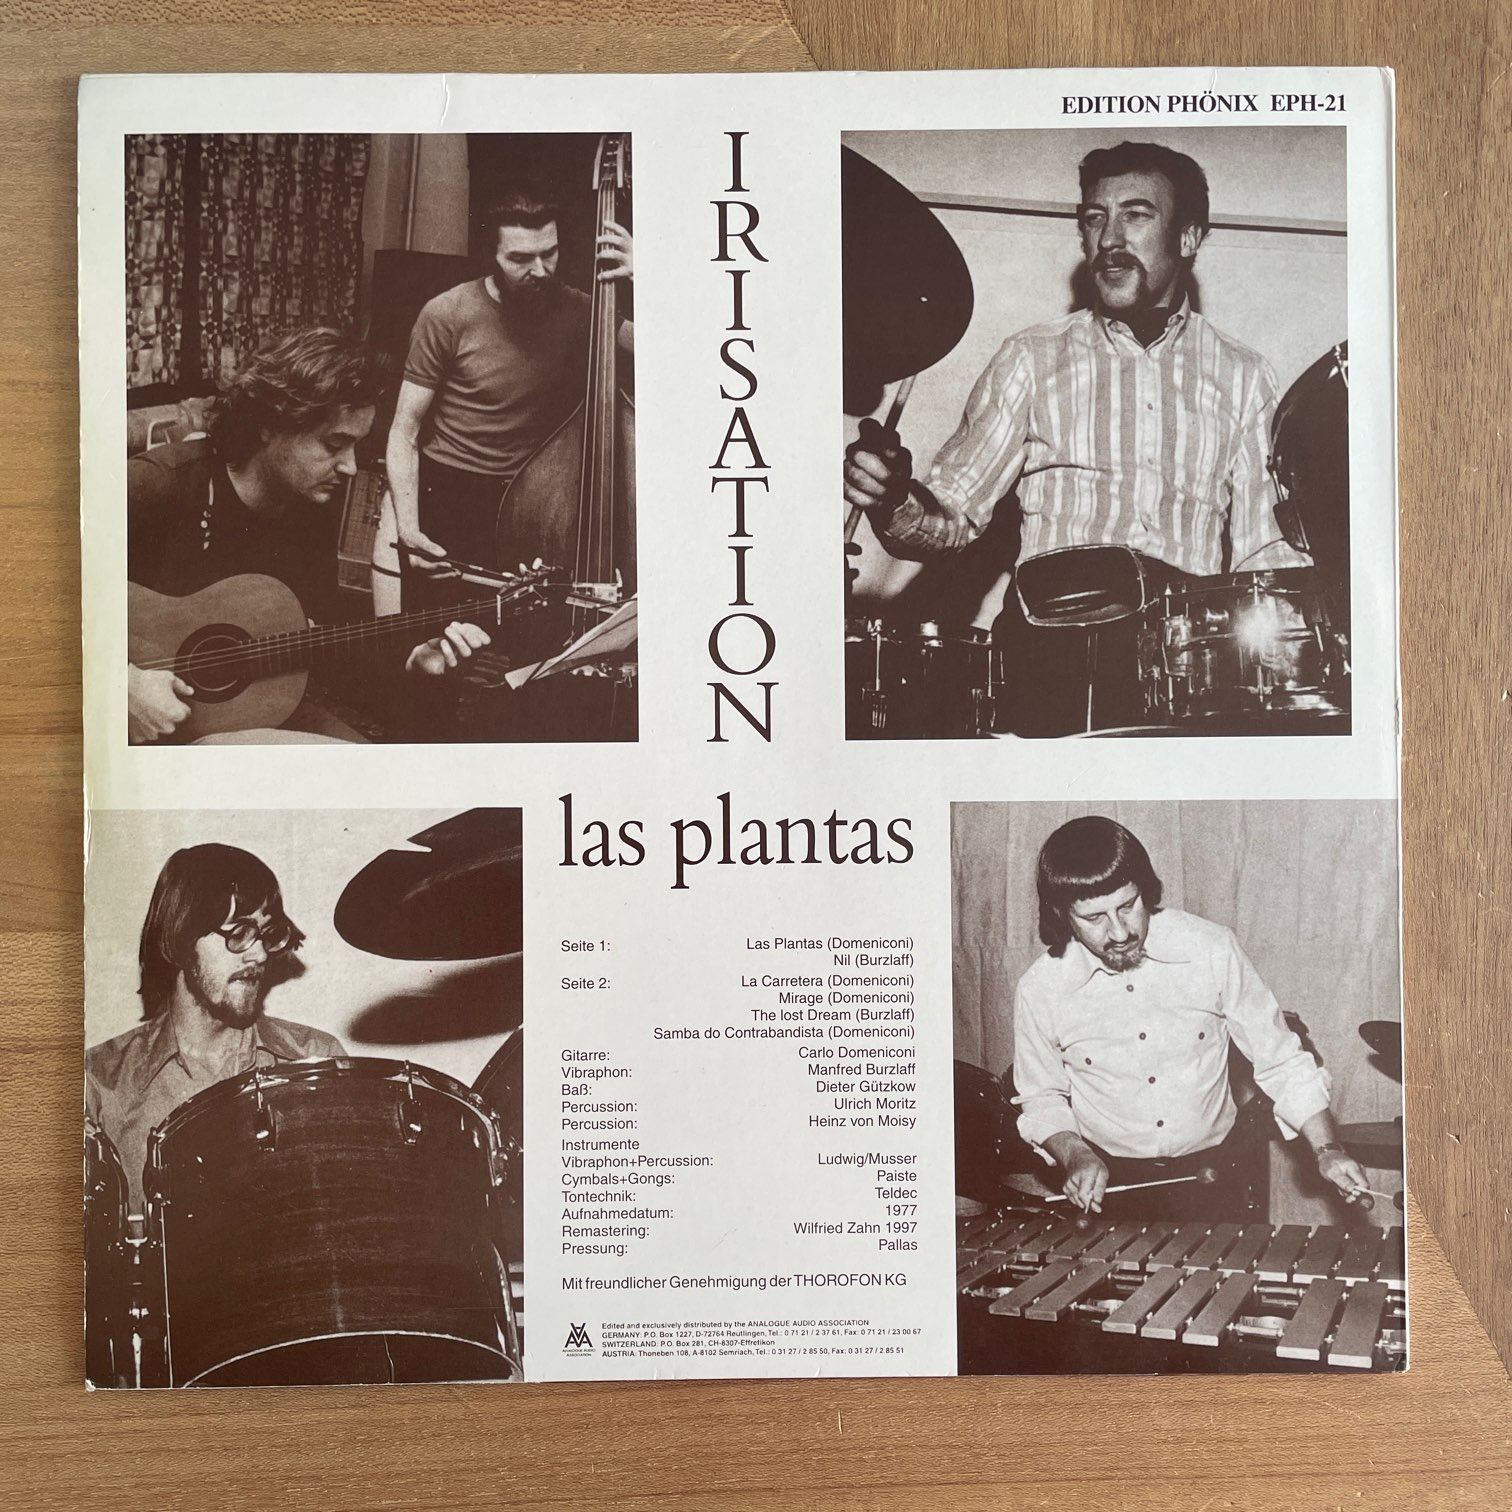 EDITION PHÖNIX EPH-21
IRISATION
las plantas
Seite 1: Las Plantas (Domeniconi)
Nil (Burzlaff)
Seite 2: La Carretera (Domeniconi)
Mirage (Domeniconi)
The lost Dream (Burzlaff)
Samba do Contrabandista (Domeniconi)
Gitarre: Carlo Domeniconi
Vibraphon: Manfred Burzlaff
Baß: Dieter Gützkow
Percussion: Ulrich Moritz
Percussion: Heinz von Moisy
Instrumente
Vibraphon+Percussion: Ludwig/Musser
Cymbals+Gongs: Paiste
Tontechnik: Teldec
Aufnahmedatum: 1977
Remastering: Wilfried Zahn 1997
Pressung: Pallas
Mit freundlicher Genehmigung der THOROFON KG
AAA
ANALOGUE AUDIO
ASSOCIATION
Edited and exclusively distributed by the ANALOGUE AUDIO ASSOCIATION
GERMANY: P.O. Box 1227, D-72764 Reutlingen, Tel.: 0 71 21 / 2 37 61, Fax: 0 71 21 / 23 00 67
SWITZERLAND: P.O. Box 281, CH-8307-Effretikon
AUSTRIA: Thoneben 108, A-8102 Semriach, Tel.: 0 31 27 / 2 85 50, Fax: 0 31 27 / 2 85 51